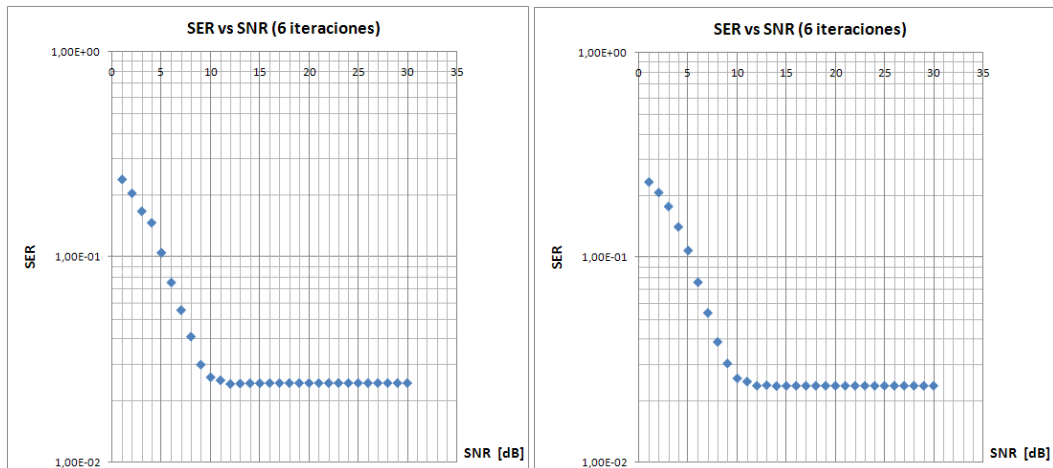 SER vs SNR (6 iteraciones)
1,00E+00
0 5 10 15 20 25 30 35
SER
1,00E-01
1,00E-02
SNR [dB]
SER vs SNR (6 iteraciones)
1,00E+00
0 5 10 15 20 25 30 35
SER
1,00E-01
1,00E-02
SNR [dB]